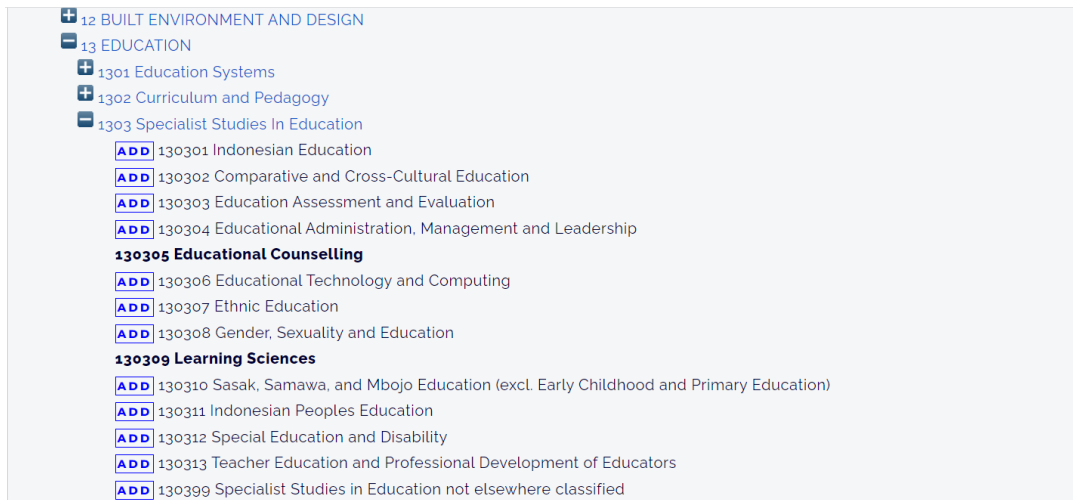 12 BUILT ENVIRONMENT AND DESIGN
13 EDUCATION
1301 Education Systems
1302 Curriculum and Pedagogy
1303 Specialist Studies In Education
ADD 130301 Indonesian Education
ADD 130302 Comparative and Cross-Cultural Education
ADD 130303 Education Assessment and Evaluation
ADD 130304 Educational Administration, Management and Leadership
130305 Educational Counselling
ADD 130306 Educational Technology and Computing
ADD 130307 Ethnic Education
ADD 130308 Gender, Sexuality and Education
130309 Learning Sciences
ADD 130310 Sasak, Samawa, and Mbojo Education (excl. Early Childhood and Primary Education)
ADD 130311 Indonesian Peoples Education
ADD 130312 Special Education and Disability
ADD 130313 Teacher Education and Professional Development of Educators
ADD 130399 Specialist Studies in Education not elsewhere classified